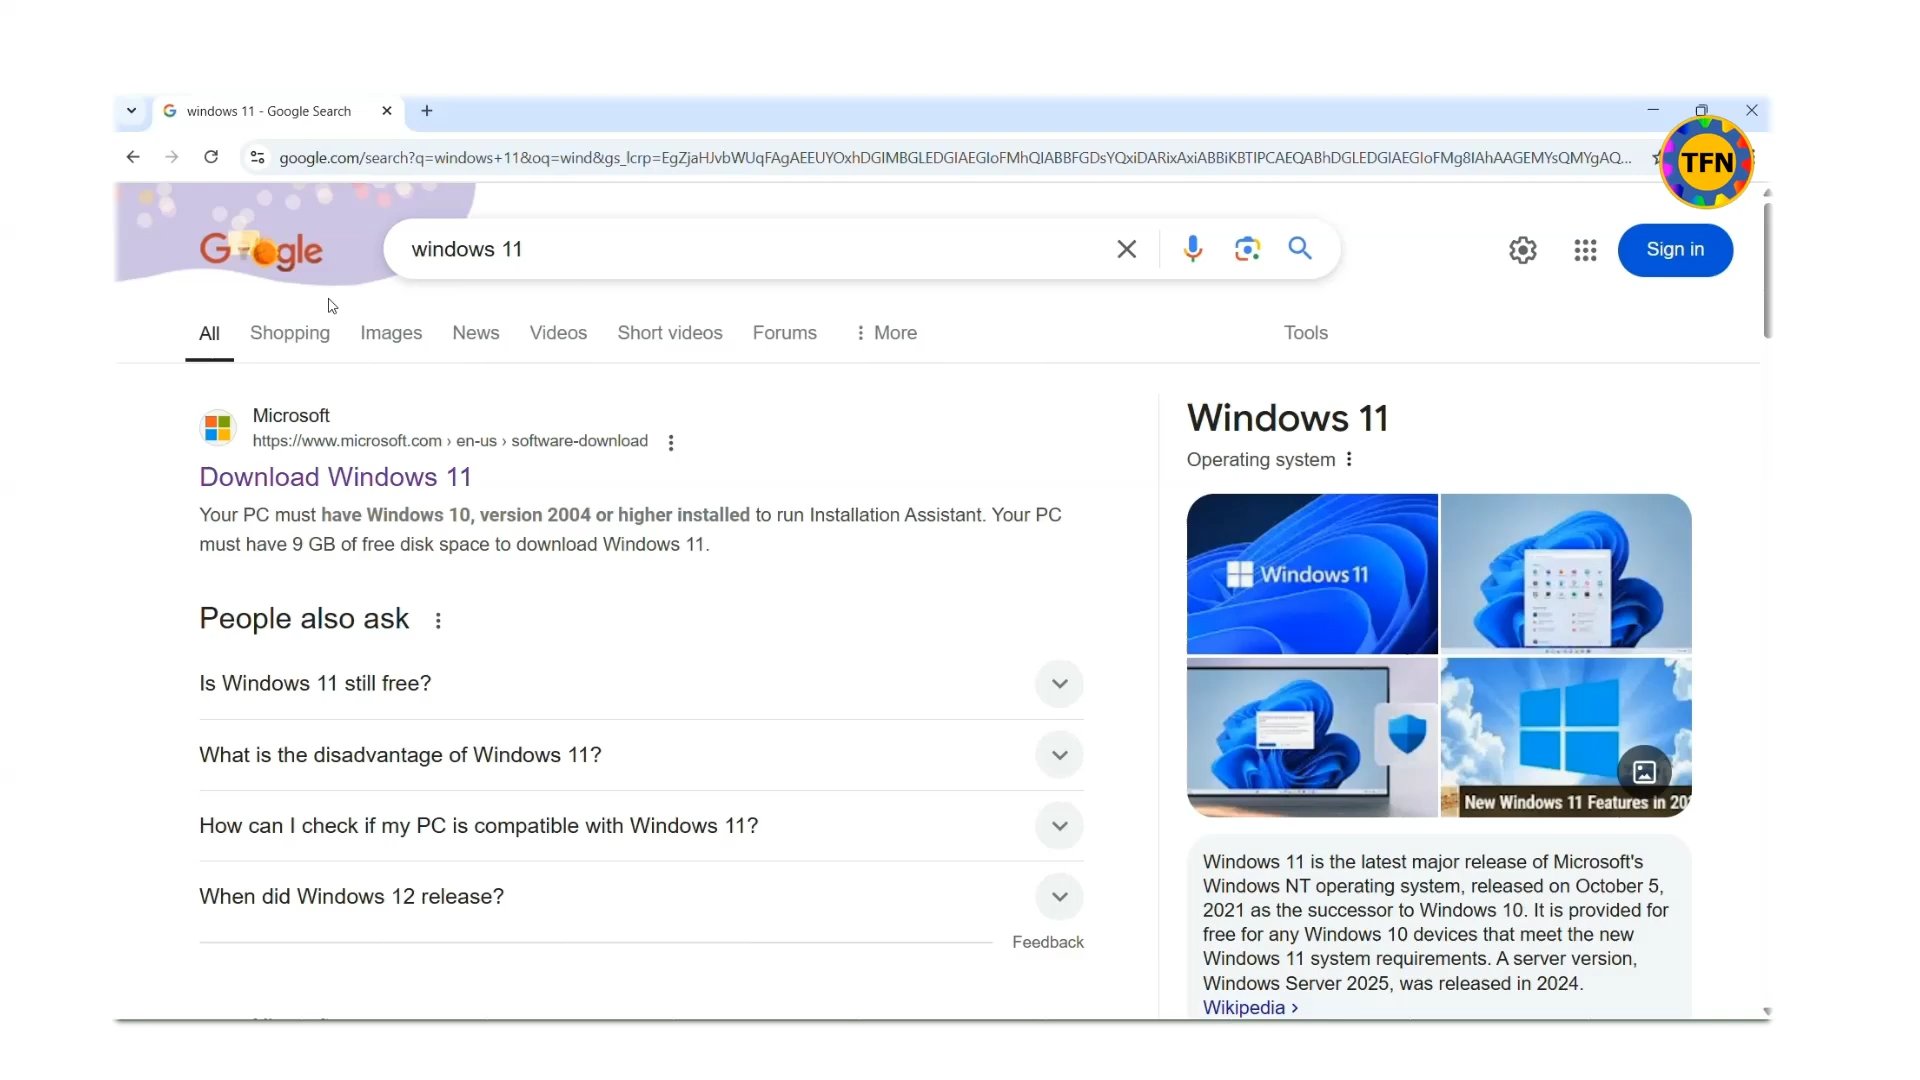 windows 11 - Google Search
google.com/search?q=windows+11&oq=wind&gs_lcrp=EgZjaHJvbWUqFAgAEEUYOxhDGIMBGLEDGIAEGIoFMhQIABBFGDsYQxiDARixAxiABBiKBTIPCAEQABhDGLEDGIAEGIoFMg8IAhAAGEMYsQMYgAQ...
TFN
Google
windows 11
Sign in
All
Shopping
Images
News
Videos
Short videos
Forums
More
Tools
Microsoft
https://www.microsoft.com › en-us › software-download
Download Windows 11
Your PC must have Windows 10, version 2004 or higher installed to run Installation Assistant. Your PC
must have 9 GB of free disk space to download Windows 11.
People also ask
Is Windows 11 still free?
What is the disadvantage of Windows 11?
How can I check if my PC is compatible with Windows 11?
When did Windows 12 release?
Feedback
Windows 11
Operating system
Windows 11
New Windows 11 Features in 20
Windows 11 is the latest major release of Microsoft's
Windows NT operating system, released on October 5,
2021 as the successor to Windows 10. It is provided for
free for any Windows 10 devices that meet the new
Windows 11 system requirements. A server version,
Windows Server 2025, was released in 2024.
Wikipedia ›